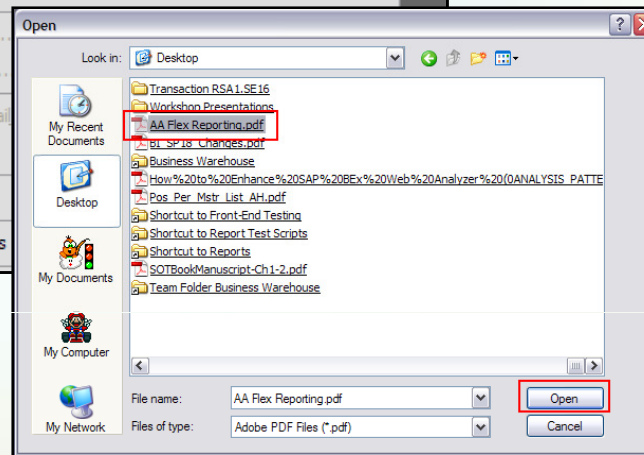 Open
Look in:
Desktop
Transaction RSA1.SE16
Workshop Presentations
AA Flex Reporting.pdf
BI_SP18_Changes.pdf
Business Warehouse
How%20to%20Enhance%20SAP%20BEx%20Web%20Analyzer%20(0ANALYSIS_PATTE
Pos_Per_Mstr_List_AH.pdf
Shortcut to Front-End Testing
Shortcut to Report Test Scripts
Shortcut to Reports
SOTBookManuscript-Ch1-2.pdf
Team Folder Business Warehouse
My Recent
Documents
Desktop
My Documents
My Computer
My Network
File name:
AA Flex Reporting.pdf
Open
Files of type:
Adobe PDF Files (*.pdf)
Cancel